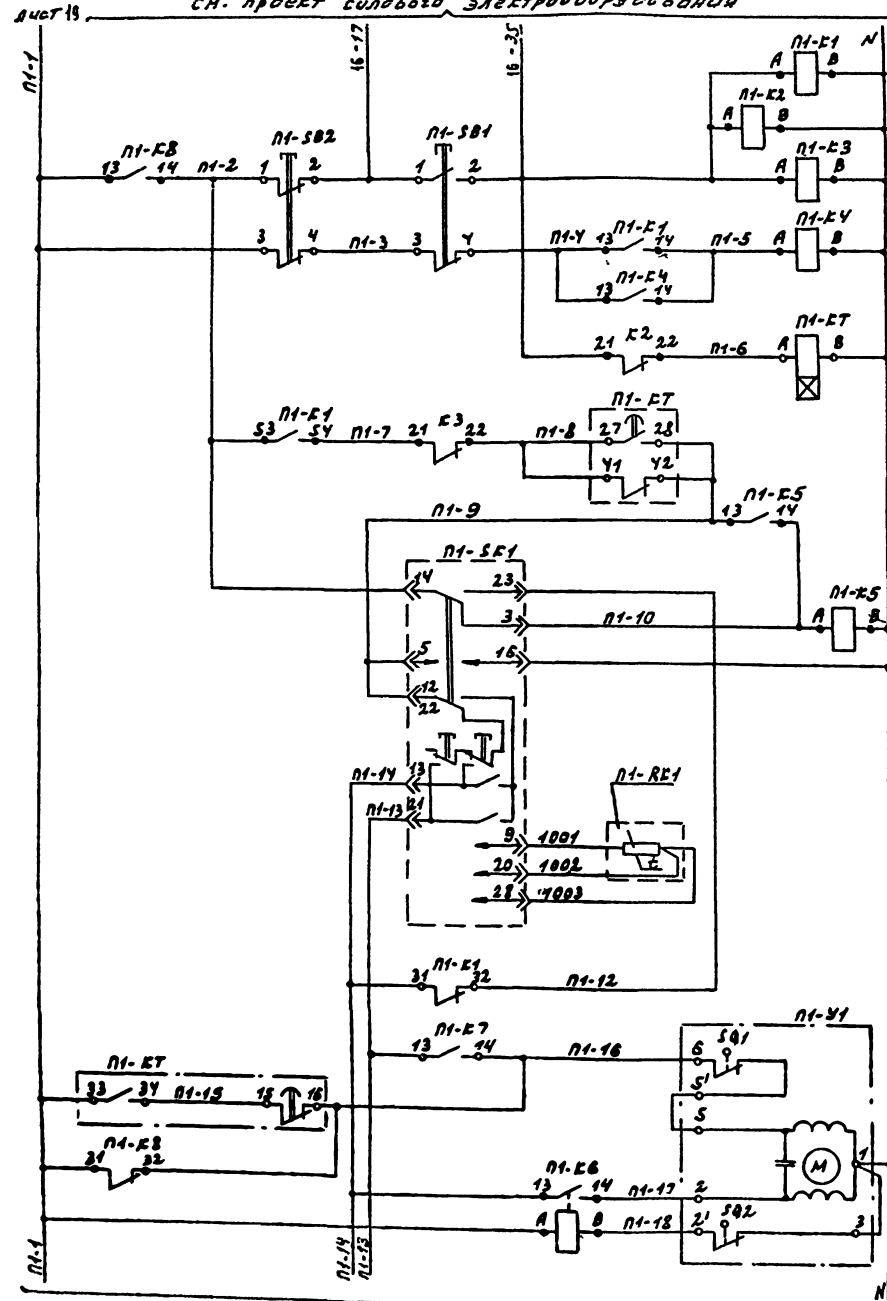 см. проект силового электрооборудования
лист 19
П1-1 16-17 16-35 N
П1-К1
A B
П1-К2
A B
П1-К8 П1-SB2 П1-SB1 П1-К3
13 14 П1-2 1 2 1 2 A B
П1-К1 П1-К4
3 4 П1-3 3 4 П1-4 13 14 П1-5 A B
П1-К4
13 14
К2 П1-КТ
21 22 П1-6 A B
П1-КТ
П1-К1 К3
53 54 П1-7 21 22 П1-8 27 28
У1 У2
П1-К5
П1-9 13 14
П1-SК1
14 23 П1-К5
3 П1-10 A B
5 16
12
22
П1-14 13 П1-RК1
П1-13 21
9 1001
20 1002 t
28 1003
П1-К1
31 32 П1-12
П1-К7 П1-У1
13 14 П1-16 6 SQ1
П1-КТ 5'
33 34 П1-15 15 16 5
П1-К8 М 1
31 32 П1-К6
13 14 П1-17 2
A B П1-18 2' SQ2 3
П1-1 П1-14 П1-13 N